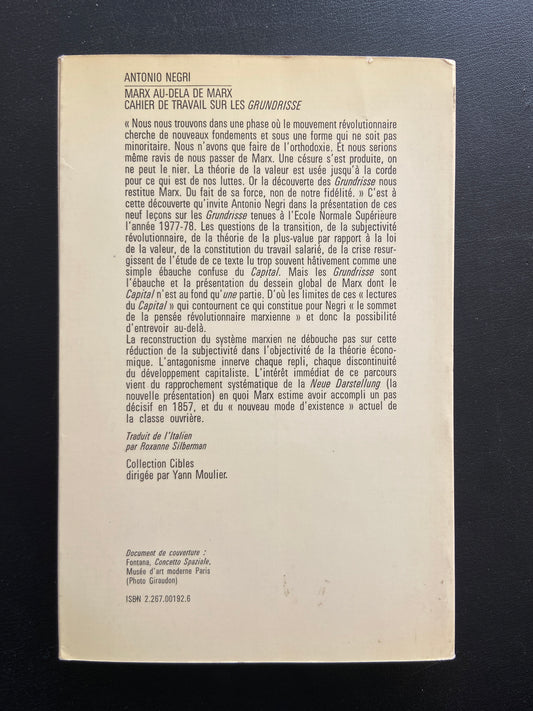 ANTONIO NEGRI
MARX AU-DELA DE MARX
CAHIER DE TRAVAIL SUR LES GRUNDRISSE
« Nous nous trouvons dans une phase où le mouvement révolutionnaire
cherche de nouveaux fondements et sous une forme qui ne soit pas
minoritaire. Nous n'avons que faire de l'orthodoxie. Et nous serions
même ravis de nous passer de Marx. Une césure s'est produite, on
ne peut le nier. La théorie de la valeur est usée jusqu'à la corde
pour ce qui est de nos luttes. Or la découverte des Grundrisse nous
restitue Marx. Du fait de sa force, non de notre fidélité. » C'est à
cette découverte qu'invite Antonio Negri dans la présentation de ces
neuf leçons sur les Grundrisse tenues à l'Ecole Normale Supérieure
l'année 1977-78. Les questions de la transition, de la subjectivité
révolutionnaire, de la théorie de la plus-value par rapport à la loi
de la valeur, de la constitution du travail salarié, de la crise resur-
gissent de l'étude de ce texte lu trop souvent hâtivement comme une
simple ébauche confuse du Capital. Mais les Grundrisse sont
l'ébauche et la présentation du dessein global de Marx dont le
Capital n'est au fond qu'une partie. D'où les limites de ces « lectures
du Capital » qui contournent ce qui constitue pour Negri « le sommet
de la pensée révolutionnaire marxienne » et donc la possibilité
d'entrevoir au-delà.
La reconstruction du système marxien ne débouche pas sur cette
réduction de la subjectivité dans l'objectivité de la théorie écono-
mique. L'antagonisme innerve chaque repli, chaque discontinuité
du développement capitaliste. L'intérêt immédiat de ce parcours
vient du rapprochement systématique de la Neue Darstellung (la
nouvelle présentation) en quoi Marx estime avoir accompli un pas
décisif en 1857, et du « nouveau mode d'existence » actuel de
la classe ouvrière.
Traduit de l'Italien
par Roxanne Silberman
Collection Cibles
dirigée par Yann Moulier.
Document de couverture :
Fontana, Concetto Spaziale,
Musée d'art moderne Paris
(Photo Giraudon)
ISBN 2.267.00192.6